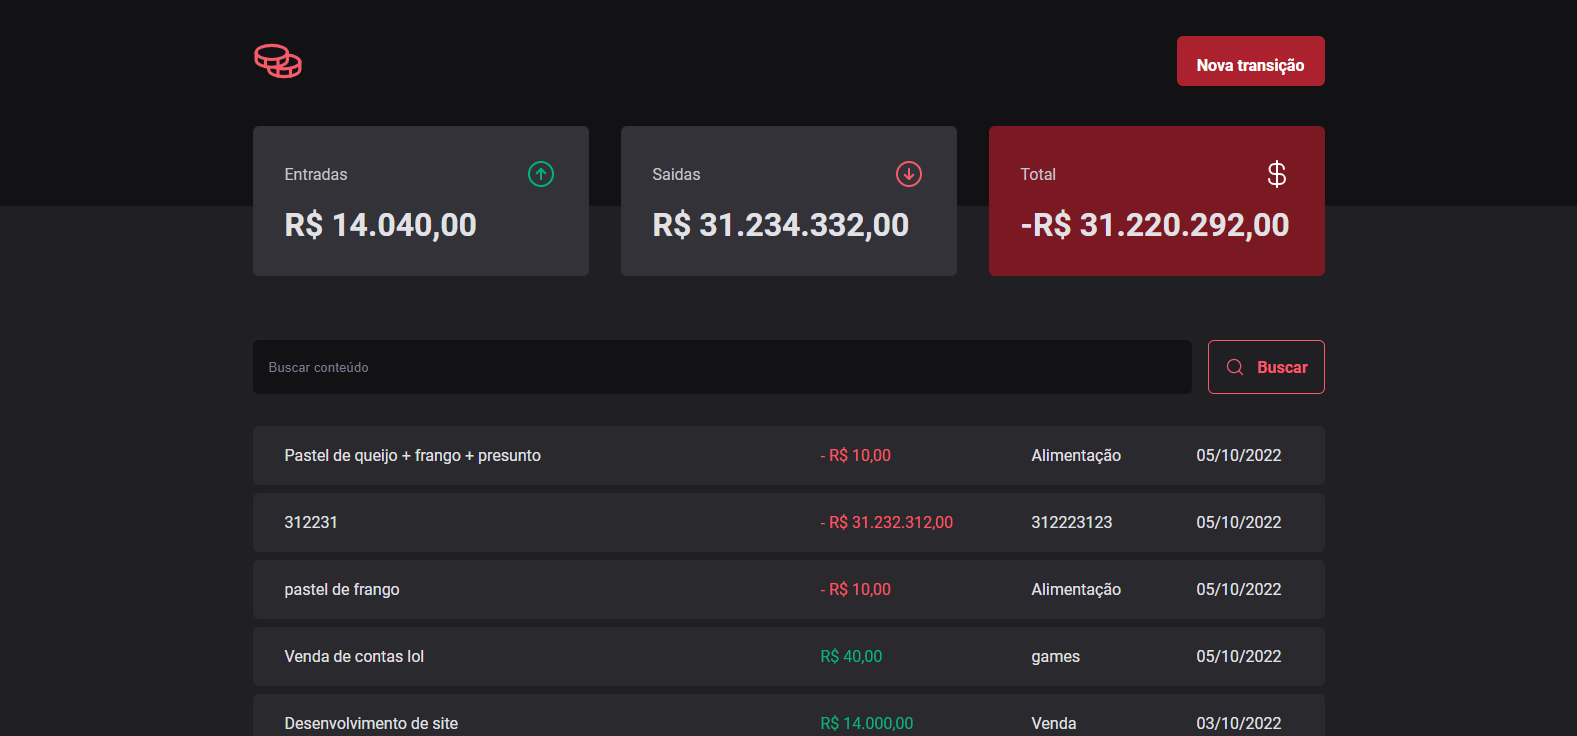 Nova transição
Entradas
R$ 14.040,00
Saidas
R$ 31.234.332,00
Total
$
-R$ 31.220.292,00
Buscar conteúdo
Buscar
Pastel de queijo + frango + presunto - R$ 10,00 Alimentação 05/10/2022
312231 - R$ 31.232.312,00 312223123 05/10/2022
pastel de frango - R$ 10,00 Alimentação 05/10/2022
Venda de contas lol R$ 40,00 games 05/10/2022
Desenvolvimento de site R$ 14.000,00 Venda 03/10/2022